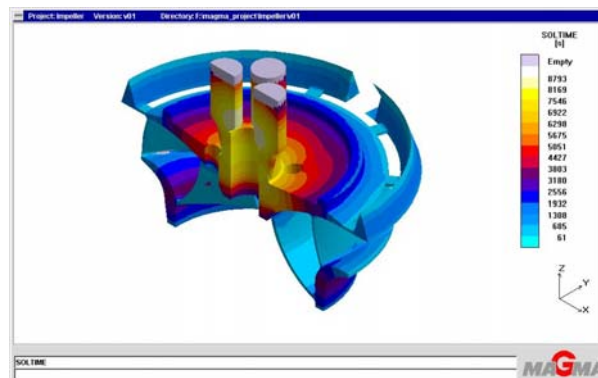 Project: Impeller Version: v01 Directory: F:\magma_project\Impeller\v01
SOLTIME
[s]
Empty
8793
8169
7546
6922
6298
5675
5051
4427
3803
3180
2556
1932
1308
685
61
Z
Y
X
SOLTIME
MAGMA